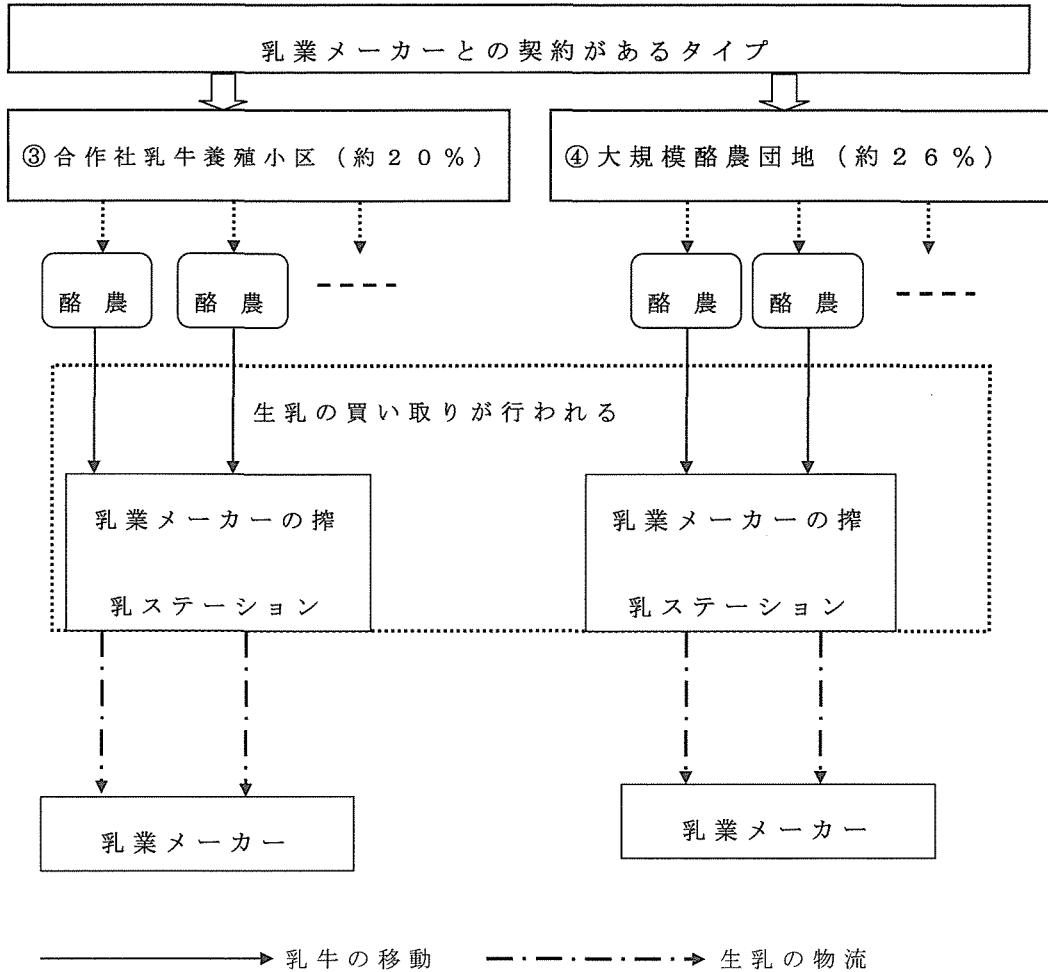 乳業メーカーとの契約があるタイプ
③合作社乳牛養殖小区（約20％）
④大規模酪農団地（約26％）
酪農
酪農
酪農
酪農
生乳の買い取りが行われる
乳業メーカーの搾
乳ステーション
乳業メーカーの搾
乳ステーション
乳業メーカー
乳業メーカー
乳牛の移動
生乳の物流